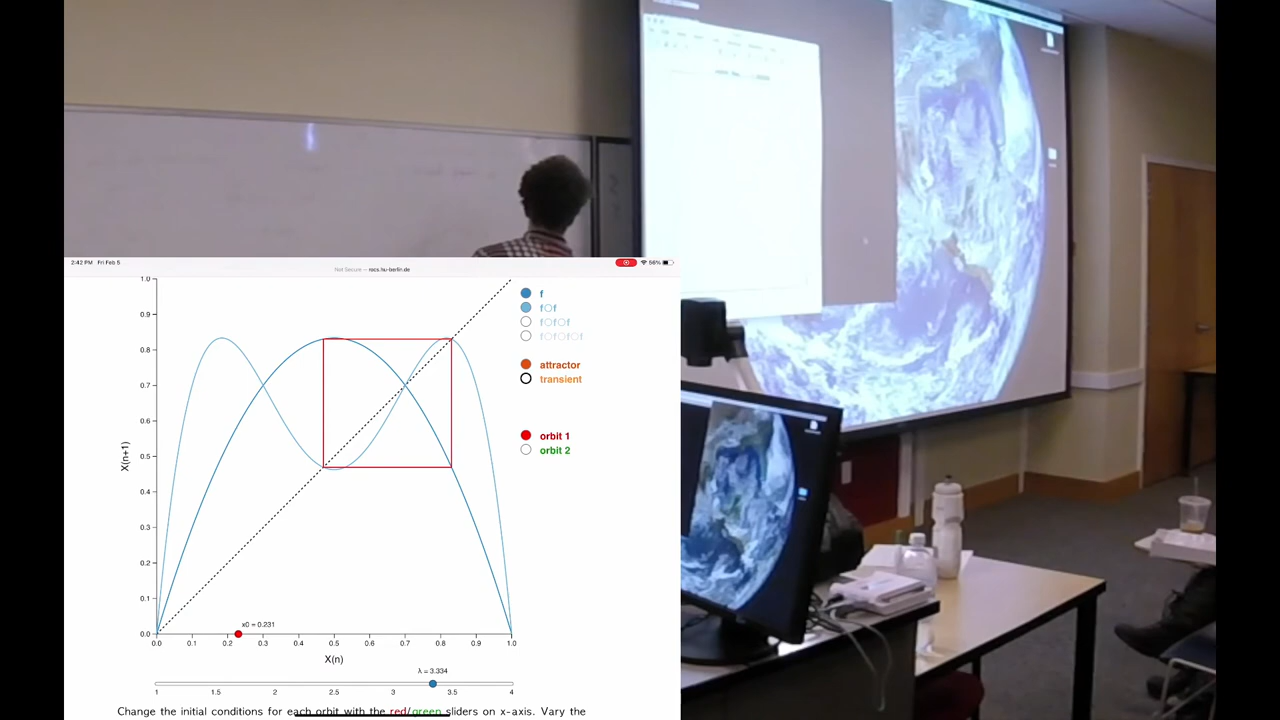 2:42 PM Fri Feb 5
56%
Not Secure — rocs.hu-berlin.de
1.0
0.9
0.8
0.7
0.6
0.5
0.4
0.3
0.2
0.1
0.0
X(n+1)
f
f○f
f○f○f
f○f○f○f
attractor
transient
orbit 1
orbit 2
x0 = 0.231
0.0 0.1 0.2 0.3 0.4 0.5 0.6 0.7 0.8 0.9 1.0
X(n)
λ = 3.334
1 1.5 2 2.5 3 3.5 4
Change the initial conditions for each orbit with the red/green sliders on x-axis. Vary the